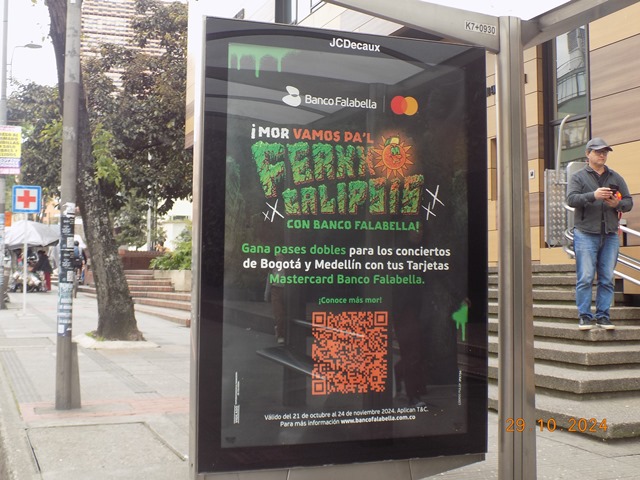 K7+0930
JCDecaux
Banco Falabella
¡MOR VAMOS PA'L
FERXXO
CALIPSIS
CON BANCO FALABELLA!
Gana pases dobles para los conciertos
de Bogotá y Medellín con tus Tarjetas
Mastercard Banco Falabella.
¡Conoce más mor!
Válido del 21 de octubre al 24 de noviembre 2024, Aplican T&C.
Para más información www.bancofalabella.com.co
29 10 2024